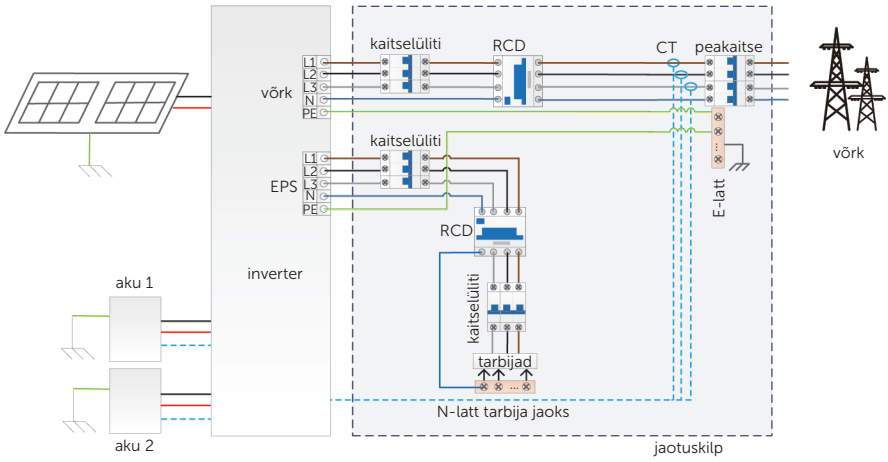 kaitselüliti
RCD
CT
peakaitse
L1
L2
L3
N
PE
võrk
võrk
kaitselüliti
L1
L2
L3
N
PE
EPS
E-latt
...
RCD
inverter
kaitselüliti
aku 1
tarbijad
...
N-latt tarbija jaoks
aku 2
jaotuskilp